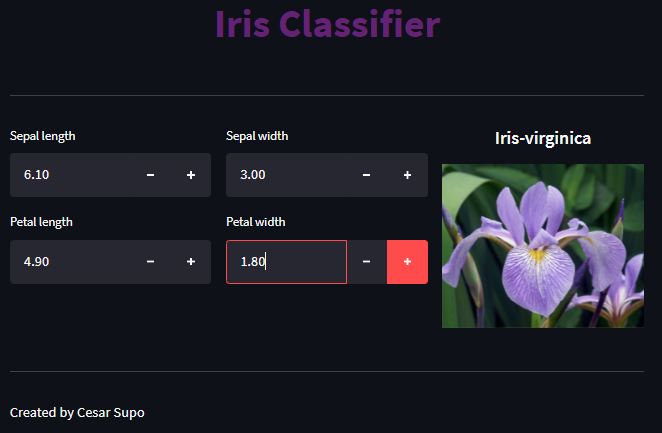 Iris Classifier
Sepal length
6.10
Sepal width
3.00
Petal length
4.90
Petal width
1.80
Iris-virginica
Created by Cesar Supo